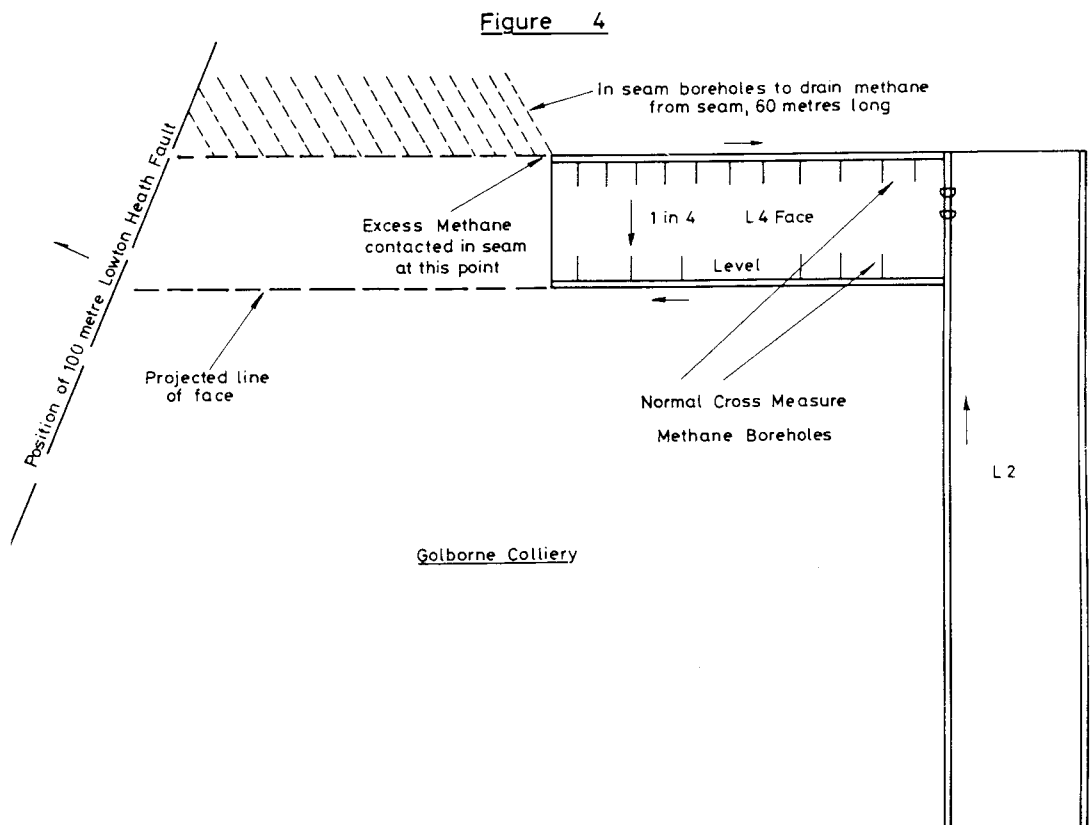 Figure 4
In seam boreholes to drain methane
from seam, 60 metres long
Position of 100 metre Lowton Heath Fault
Excess Methane
contacted in seam
at this point
1 in 4 L4 Face
Level
Projected line
of face
Normal Cross Measure
Methane Boreholes
L2
Golborne Colliery